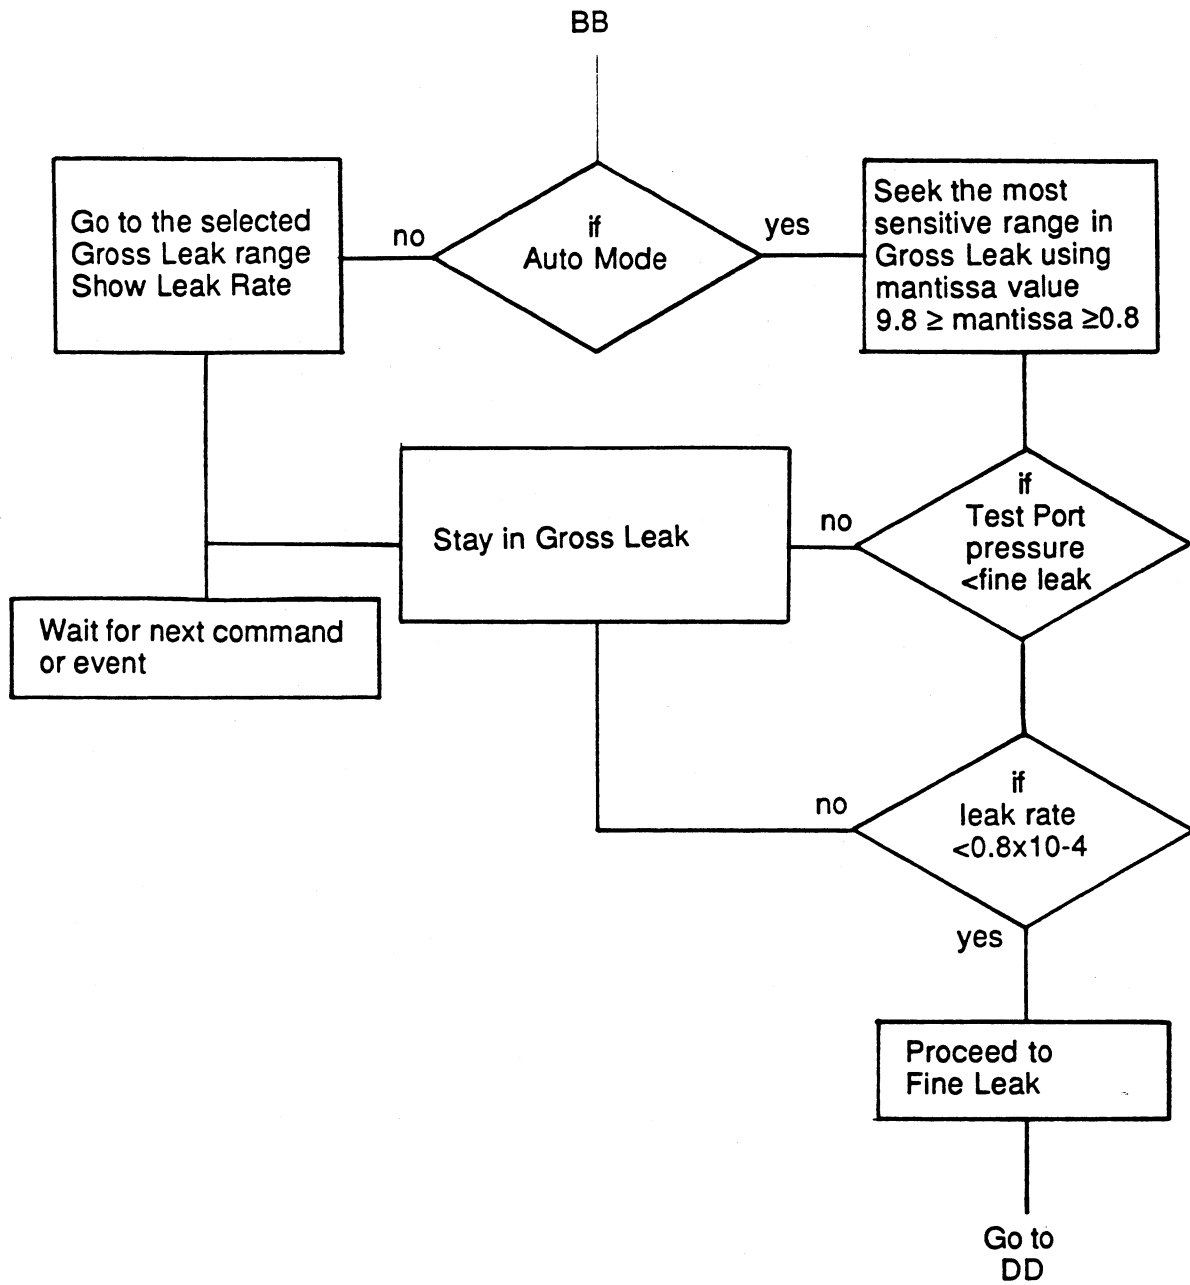 BB
Go to the selected
Gross Leak range
Show Leak Rate
no
if
Auto Mode
yes
Seek the most
sensitive range in
Gross Leak using
mantissa value
9.8 ≥ mantissa ≥0.8
Stay in Gross Leak
no
if
Test Port
pressure
<fine leak
Wait for next command
or event
no
if
leak rate
<0.8x10-4
yes
Proceed to
Fine Leak
Go to
DD